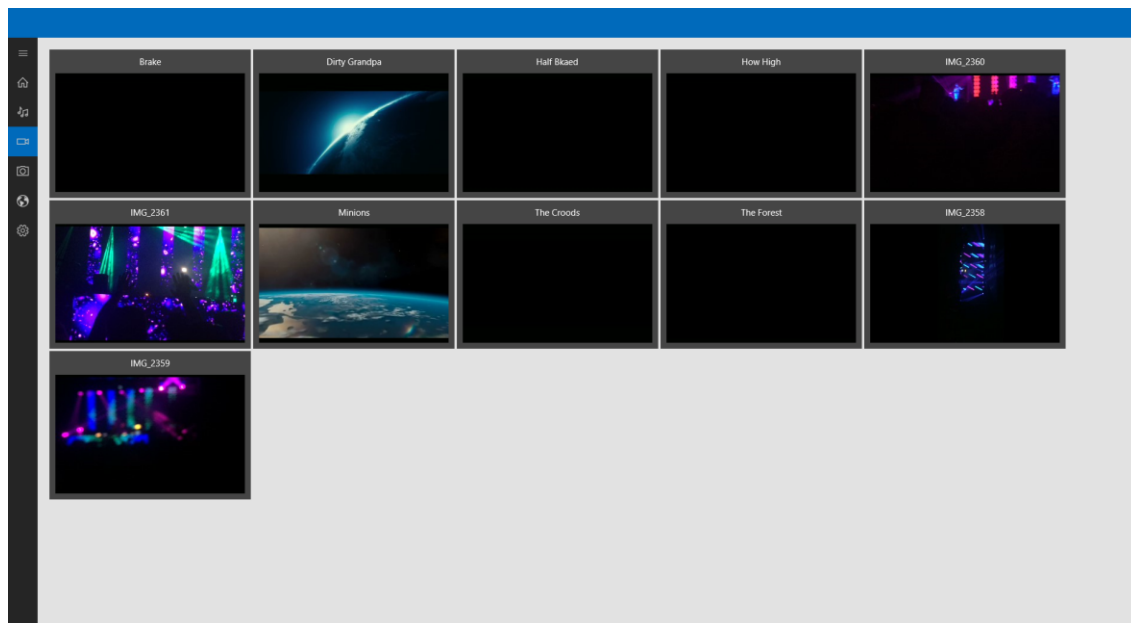 Brake
Dirty Grandpa
Half Bkaed
How High
IMG_2360
IMG_2361
Minions
The Croods
The Forest
IMG_2358
IMG_2359